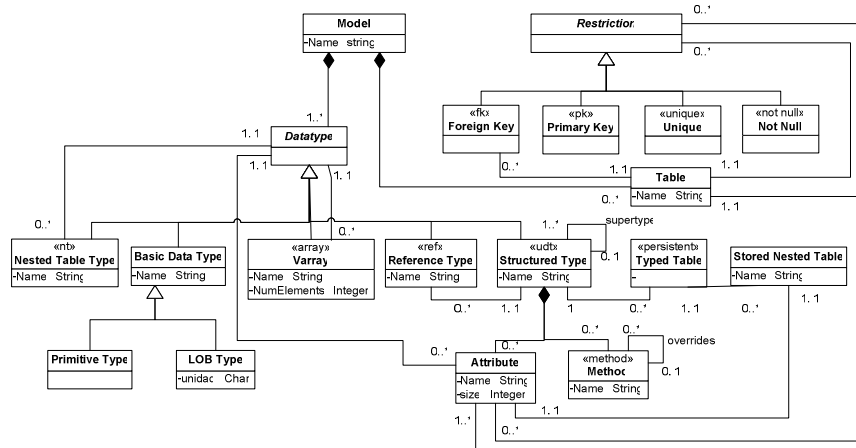 Model
-Name string
Restriction
0..*
0..*
1..*
Datatype
1..1
1..1
1..1
«fk»
Foreign Key
«pk»
Primary Key
«unique»
Unique
«not null»
Not Null
0..*
1..1
1..1
Table
-Name String
0..*
1..1
0..*
«nt»
Nested Table Type
-Name String
Basic Data Type
-Name String
0..*
«array»
Varray
-Name String
-NumElements Integer
«ref»
Reference Type
-Name String
1..*
supertype
0..1
«udt»
Structured Type
-Name String
«persistent»
Typed Table
-
Stored Nested Table
-Name String
0..*
1..1
1
0..*
1..1
0..*
1..1
Primitive Type
LOB Type
-unidad Char
0..*
0..*
0..*
0..*
overrides
0..1
Attribute
-Name String
-size Integer
«method»
Method
-Name String
1..1
1..*
0..*